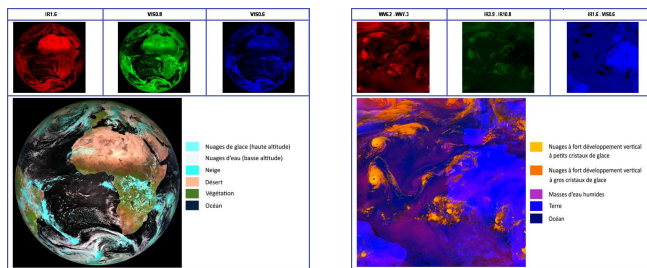 IR1.6 VIS0.8 VIS0.6
Nuages de glace (haute altitude)
Nuages d'eau (basse altitude)
Neige
Désert
Végétation
Océan
WV6.2 - WV7.3 IR3.9 - IR10.8 IR1.6 - VIS0.6
Nuages à fort développement vertical
à petits cristaux de glace
Nuages à fort développement vertical
à gros cristaux de glace
Masses d'eau humides
Terre
Océan